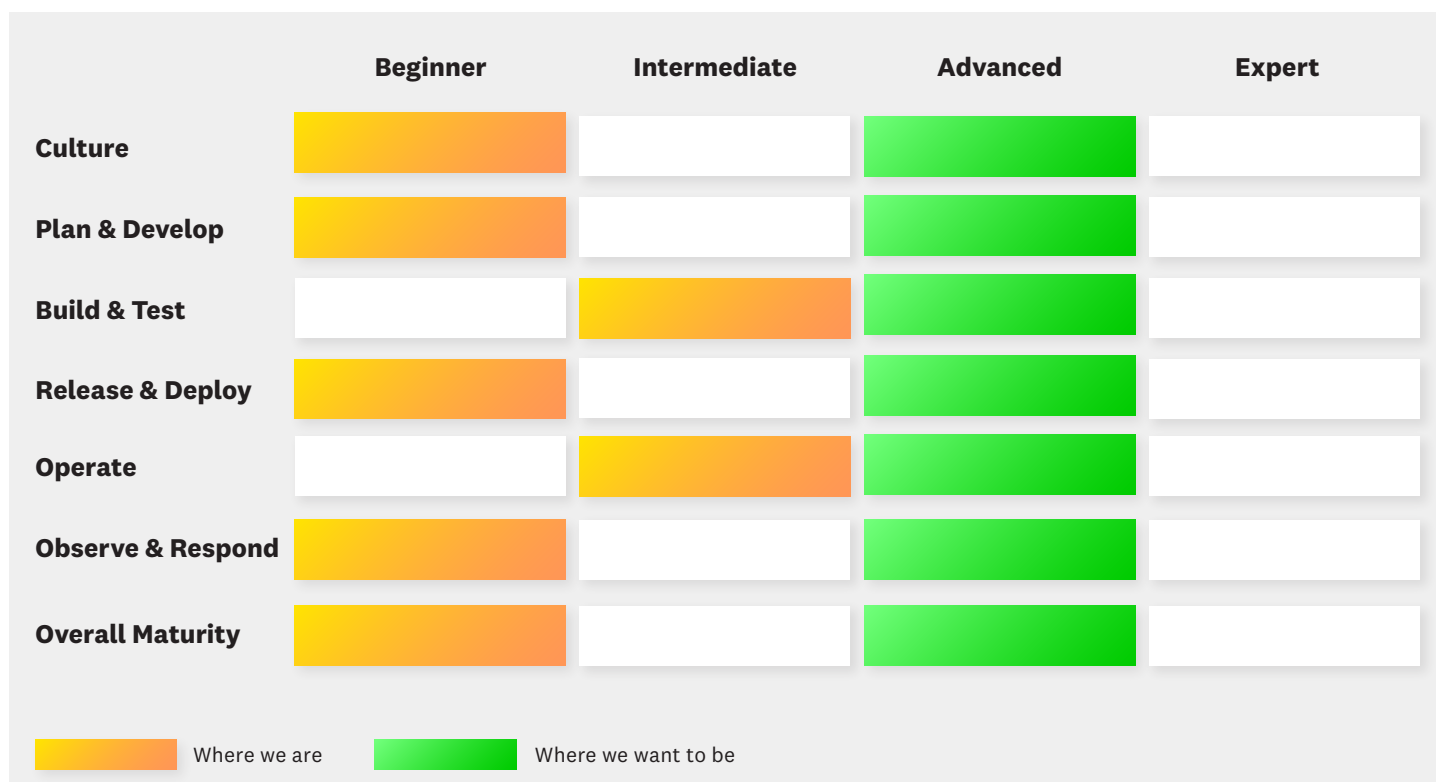 Beginner Intermediate Advanced Expert
Culture
Plan & Develop
Build & Test
Release & Deploy
Operate
Observe & Respond
Overall Maturity
Where we are Where we want to be